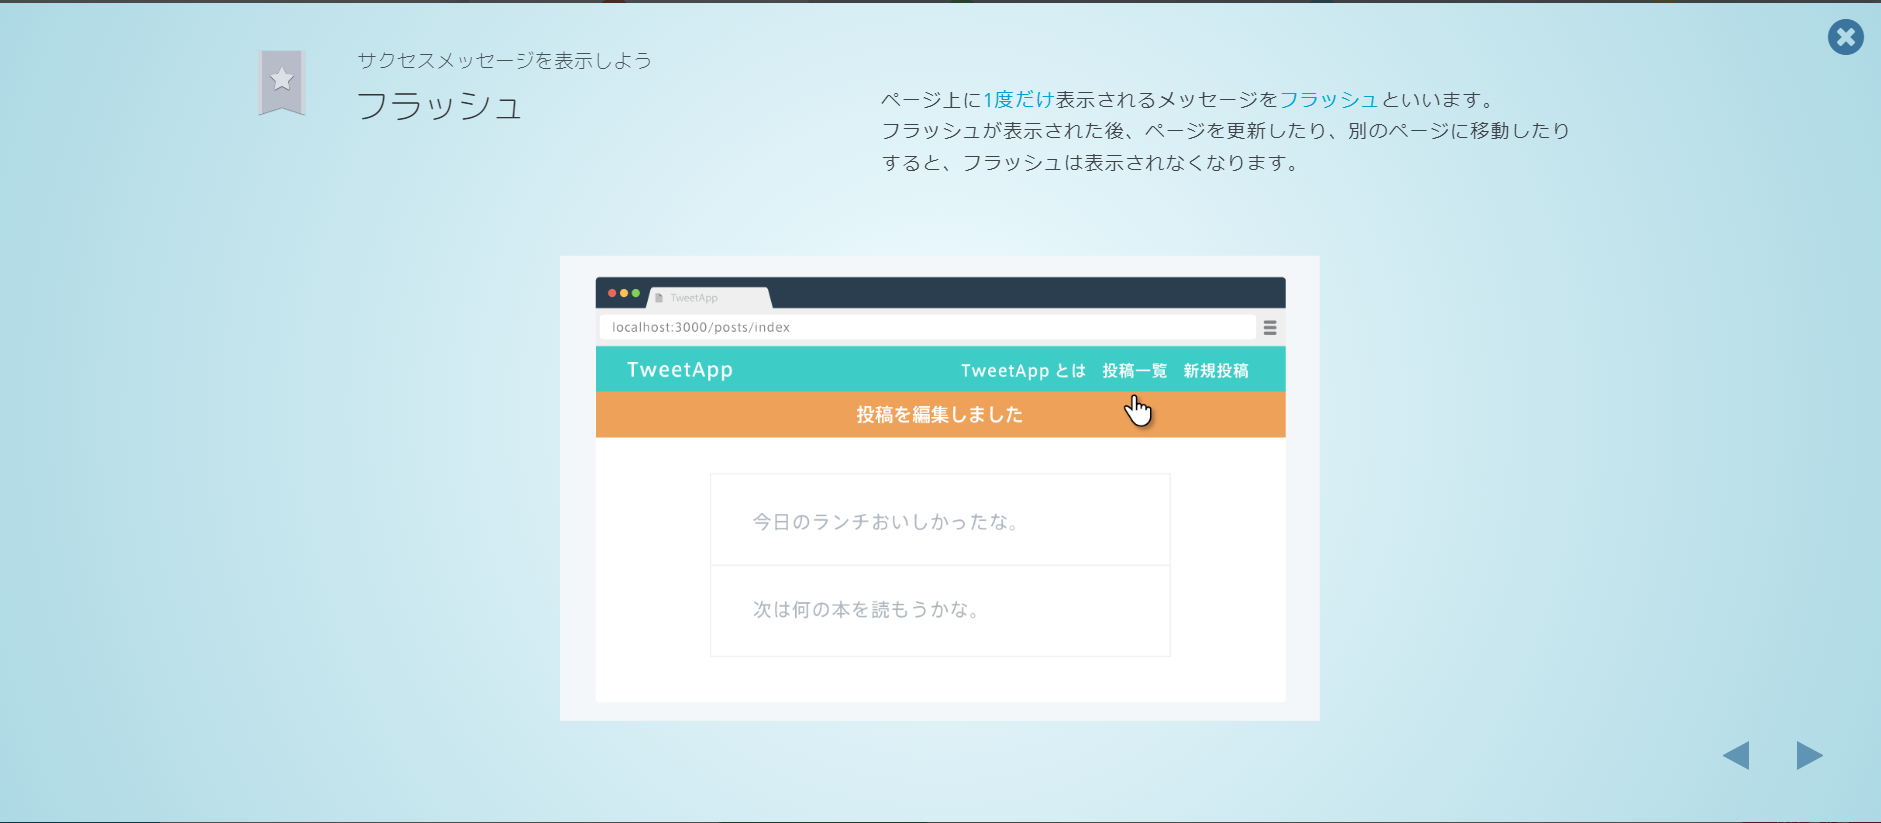 サクセスメッセージを表示しよう
フラッシュ
ページ上に1度だけ表示されるメッセージをフラッシュといいます。
フラッシュが表示された後、ページを更新したり、別のページに移動したり
すると、フラッシュは表示されなくなります。
TweetApp
localhost:3000/posts/index
TweetApp TweetApp とは 投稿一覧 新規投稿
投稿を編集しました
今日のランチおいしかったな。
次は何の本を読もうかな。